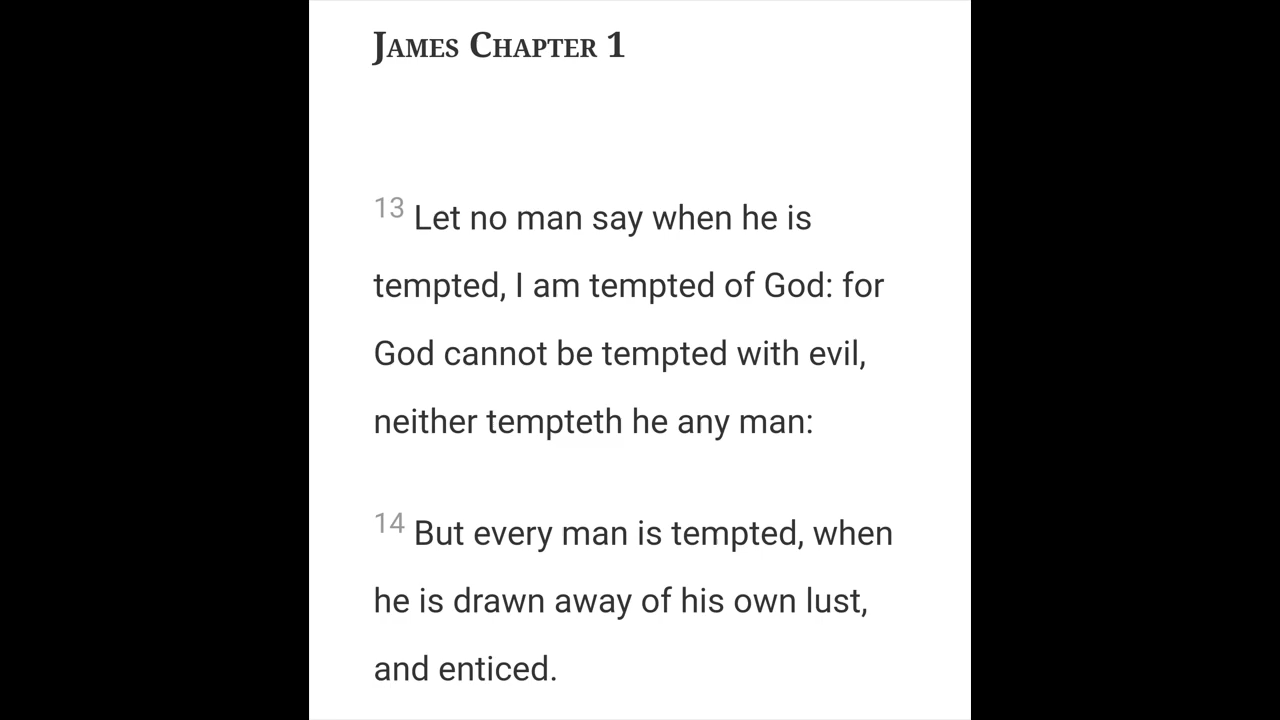 James Chapter 1
13 Let no man say when he is
tempted, I am tempted of God: for
God cannot be tempted with evil,
neither tempteth he any man:
14 But every man is tempted, when
he is drawn away of his own lust,
and enticed.